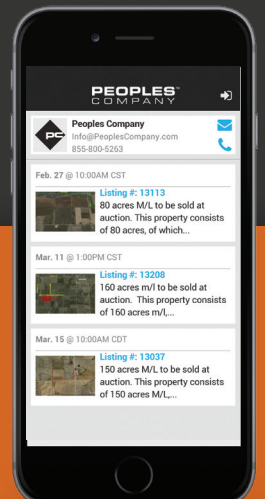 PEOPLES™
COMPANY
PC
Peoples Company
Info@PeoplesCompany.com
855-800-5263
Feb. 27 @ 10:00AM CST
Listing #: 13113
80 acres M/L to be sold at
auction. This property consists
of 80 acres, of which...
Mar. 11 @ 1:00PM CST
Listing #: 13208
160 acres m/l to be sold at
auction.  This property consists
of 160 acres m/l,...
Mar. 15 @ 10:00AM CDT
Listing #: 13037
150 acres M/L to be sold at
auction. This property consists
of 150 acres M/L,...